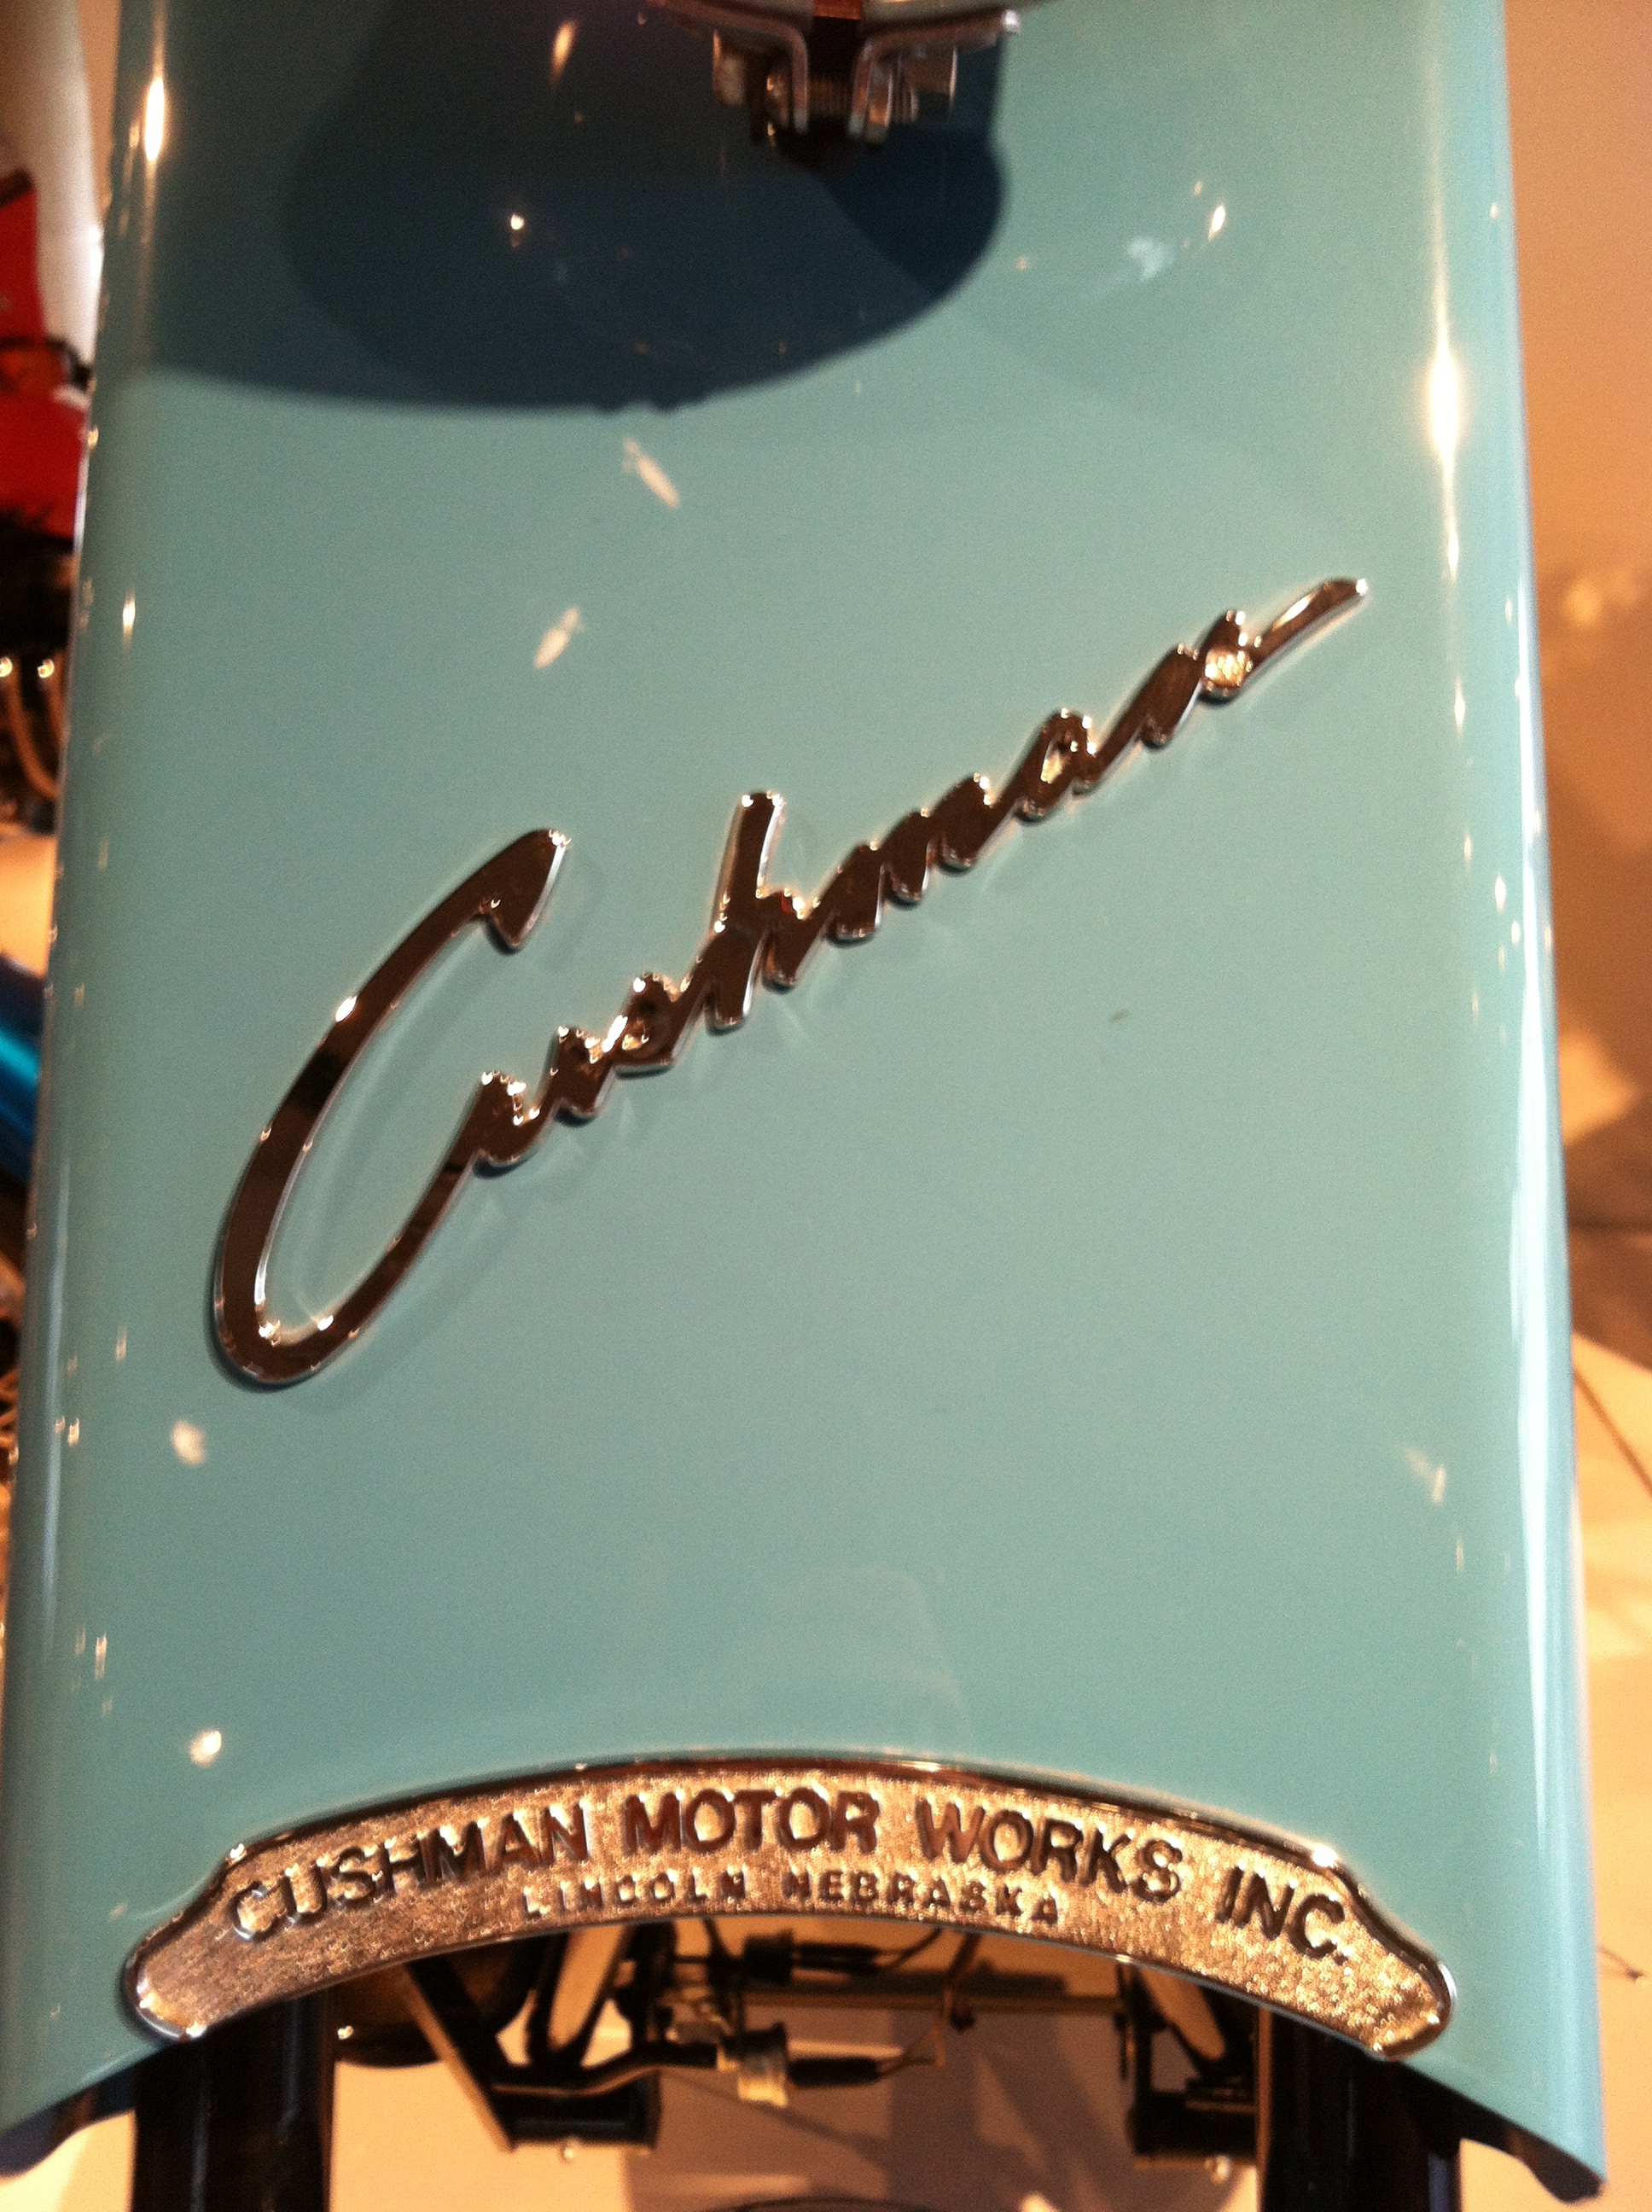 Cushman
CUSHMAN MOTOR WORKS INC.
LINCOLN NEBRASKA